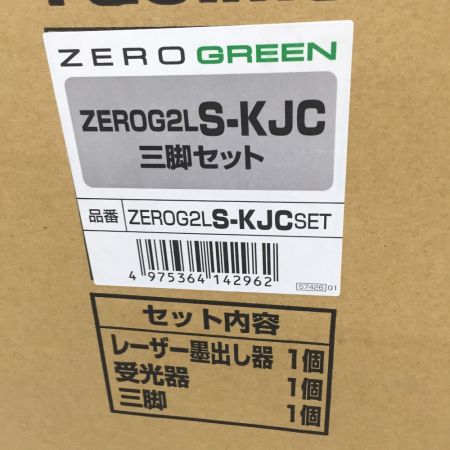 ZERO GREEN
ZEROG2LS-KJC
三脚セット
品番 ZEROG2LS-KJCSET
4 975364 142962
57426 01
セット内容
レーザー墨出し器 1個
受光器 1個
三脚 1個